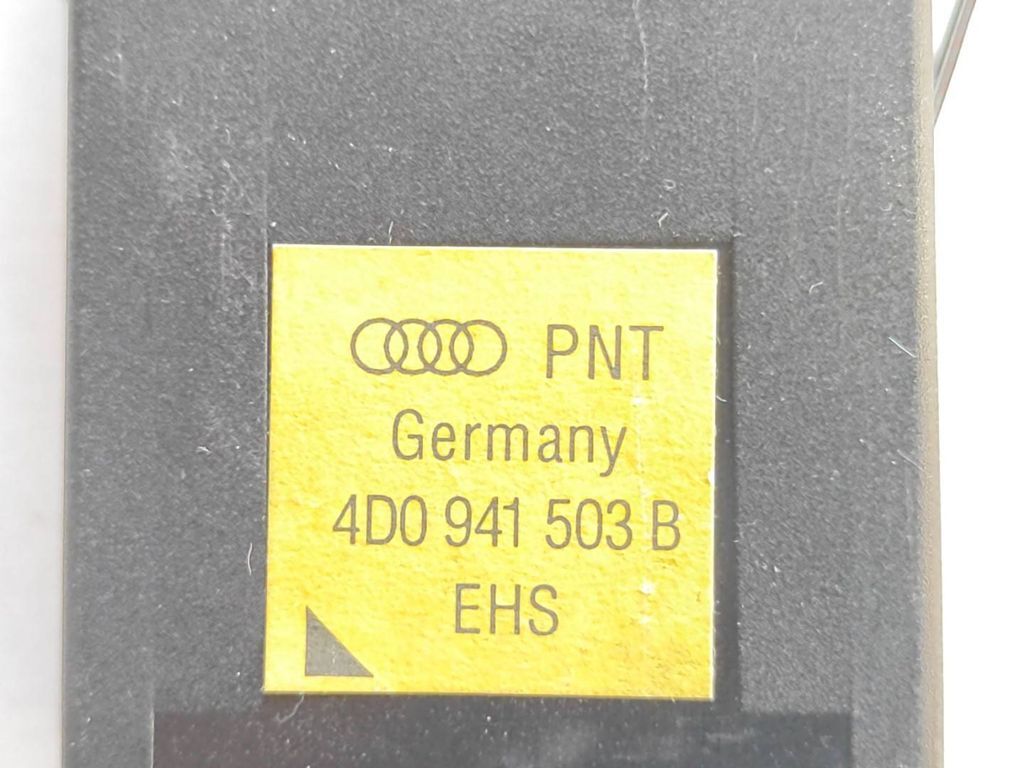 PNT
Germany
4D0 941 503 B
EHS